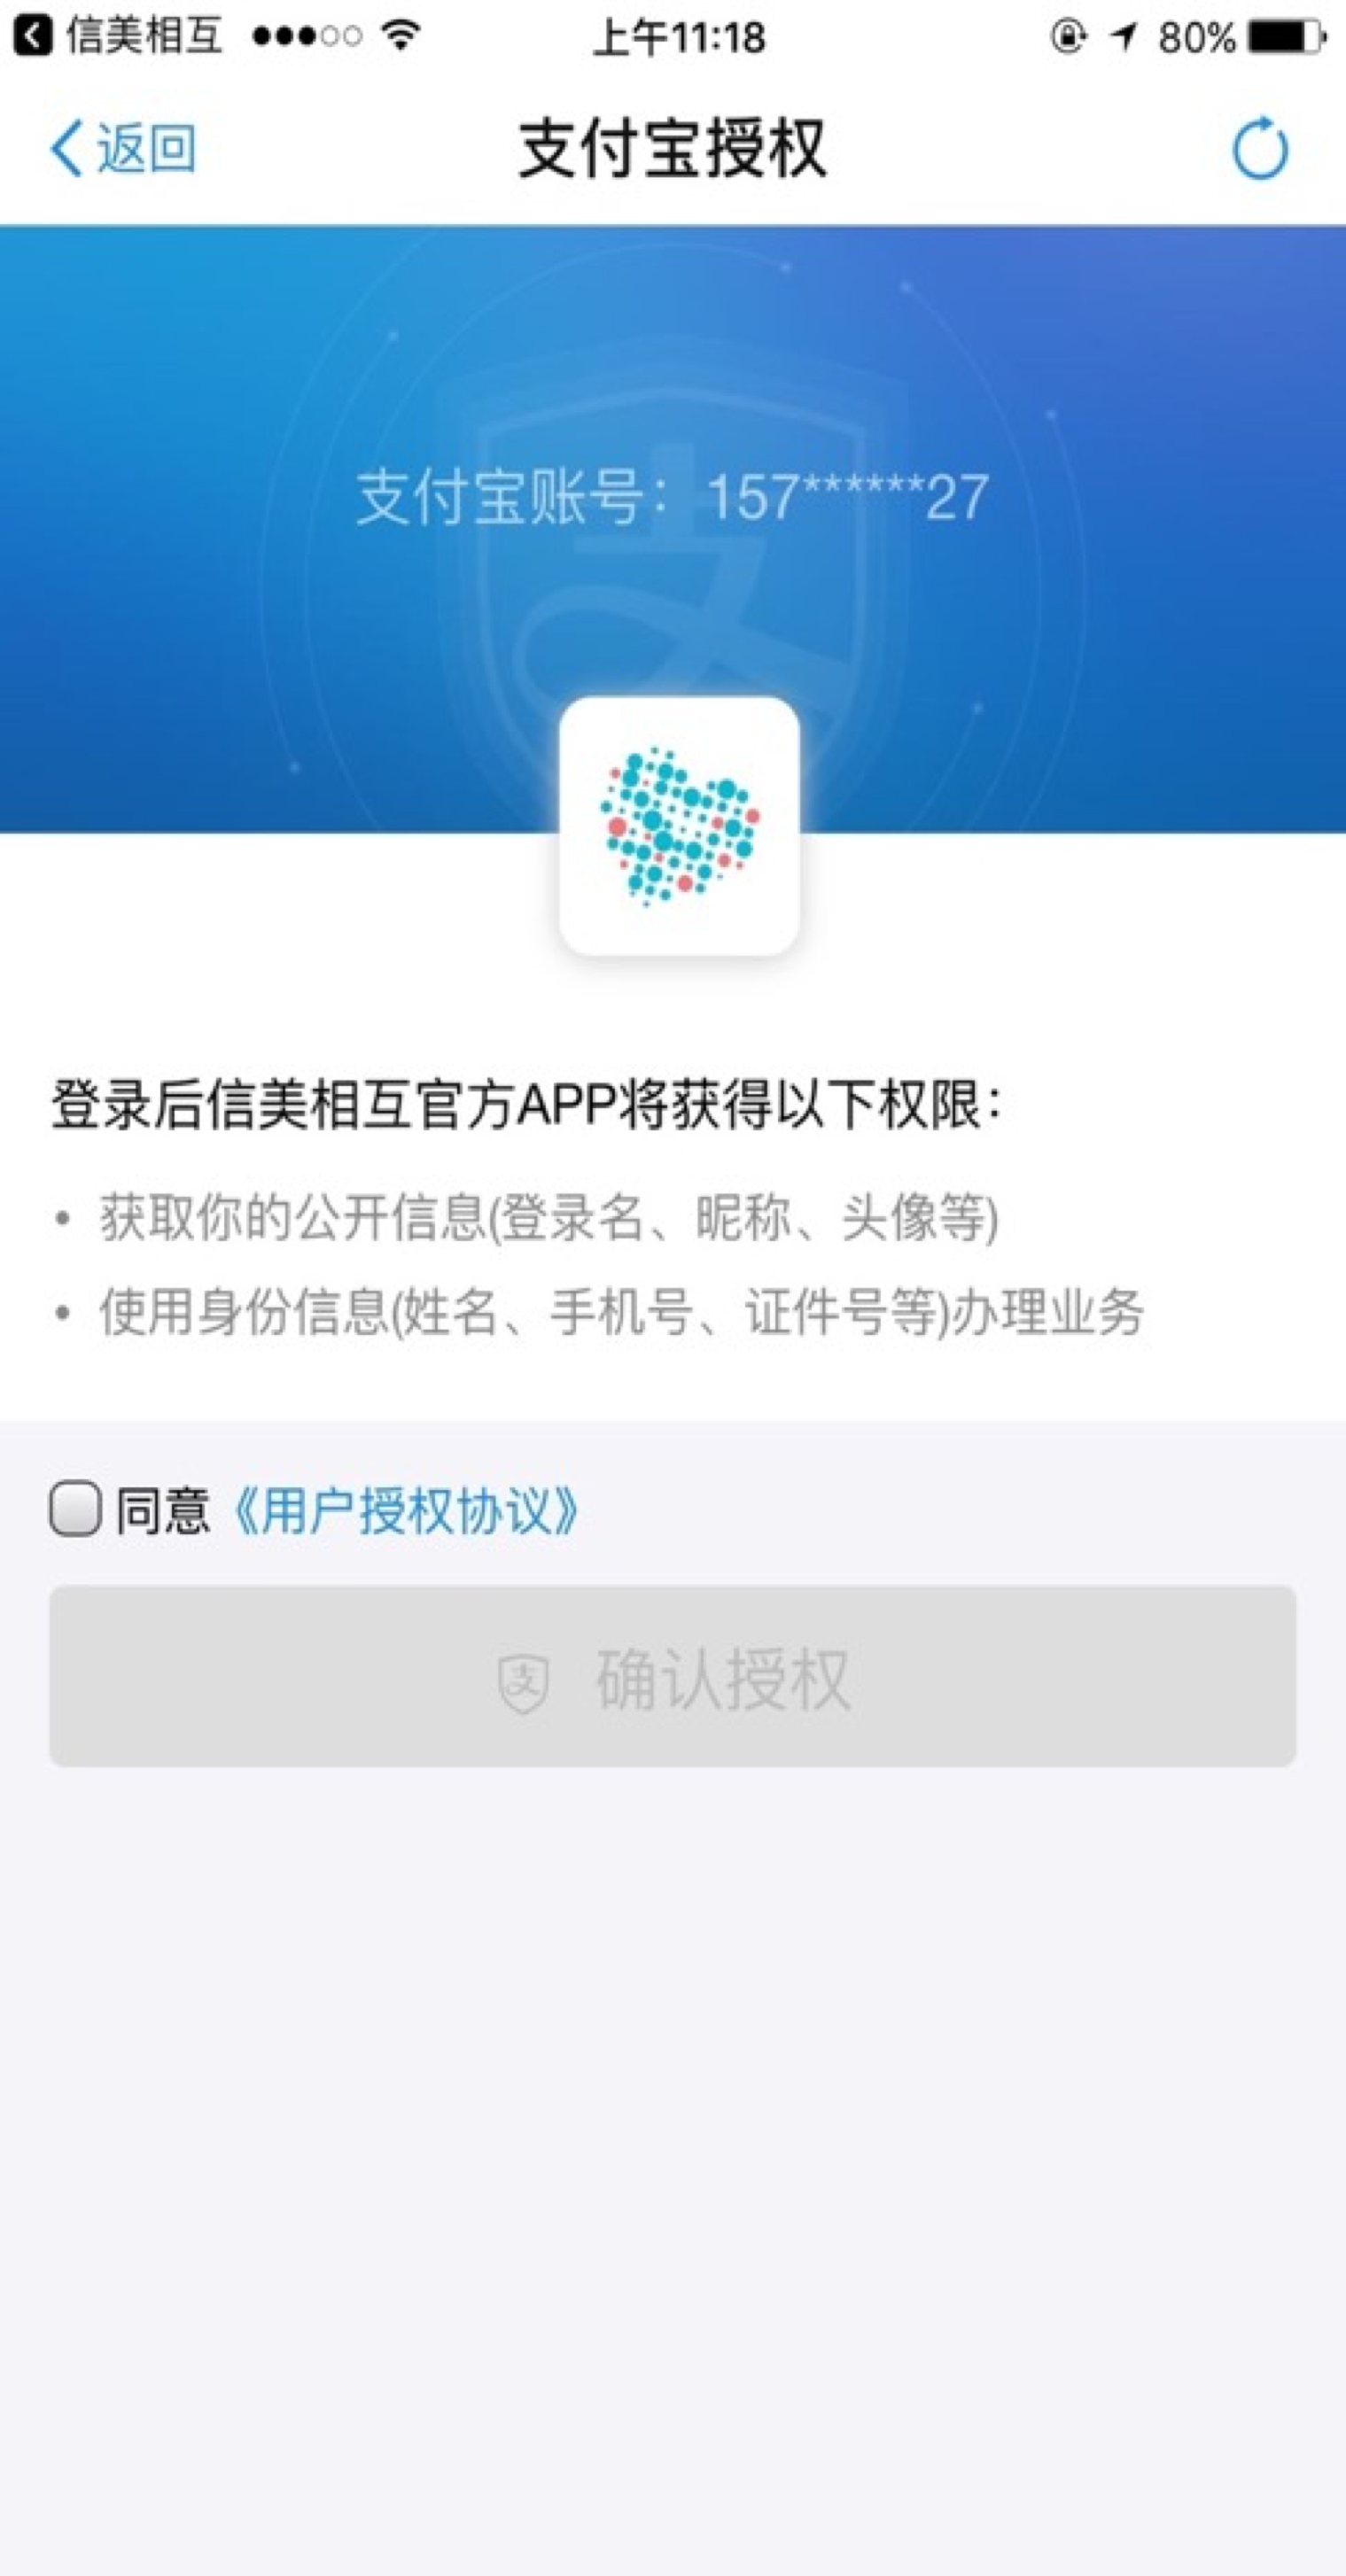 信美相互 上午11:18 80%
返回 支付宝授权
支付宝账号：157******27
支
登录后信美相互官方APP将获得以下权限：
• 获取你的公开信息(登录名、昵称、头像等)
• 使用身份信息(姓名、手机号、证件号等)办理业务
同意《用户授权协议》
支 确认授权